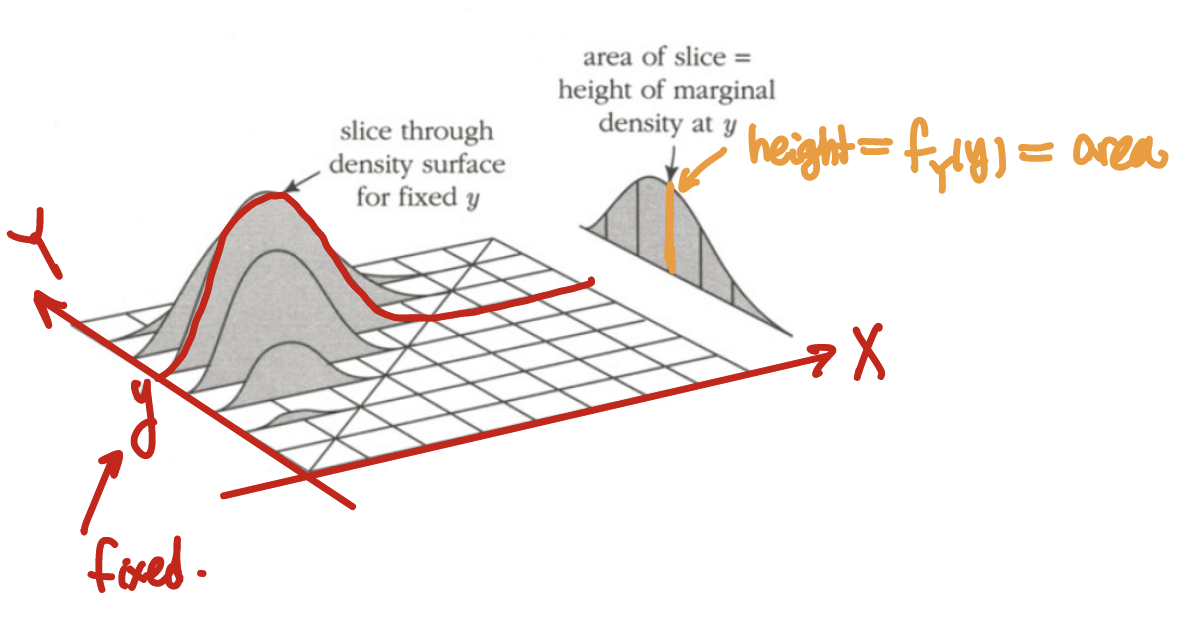 area of slice =
height of marginal
density at y
height = f_Y(y) = area
slice through
density surface
for fixed y
Y
X
y
fixed.